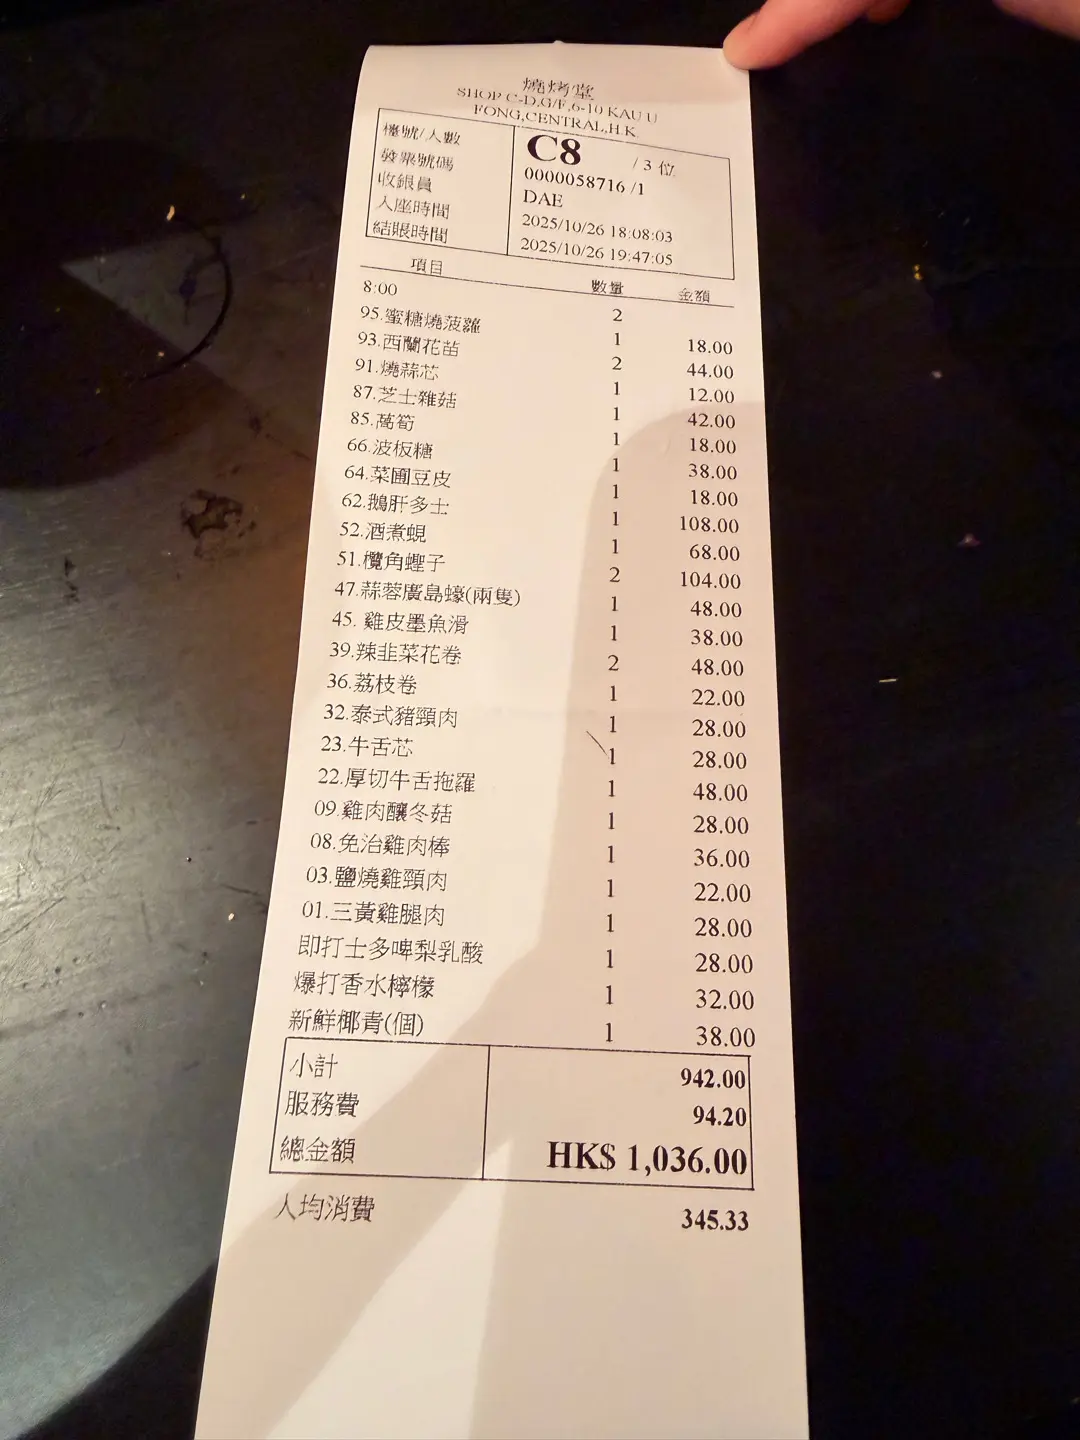 燒烤堂
SHOP C-D,G/F,6-10 KAU U
FONG,CENTRAL,H.K
檯號/人數 C8 / 3 位
發票號碼 0000058716 /1
收銀員 DAE
入座時間 2025/10/26 18:08:03
結賬時間 2025/10/26 19:47:05
項目 數量 金額
8:00 2
95.蜜糖燒菠蘿 1 18.00
93.西蘭花苗 2 44.00
91.燒蒜芯 1 12.00
87.芝士雜菇 1 42.00
85.萵筍 1 18.00
66.波板糖 1 38.00
64.菜圃豆皮 1 18.00
62.鵝肝多士 1 108.00
52.酒煮蜆 1 68.00
51.欖角蟶子 2 104.00
47.蒜蓉廣島蠔(兩隻) 1 48.00
45. 雞皮墨魚滑 1 38.00
39.辣韭菜花卷 2 48.00
36.荔枝卷 1 22.00
32.泰式豬頸肉 1 28.00
23.牛舌芯 1 28.00
22.厚切牛舌拖羅 1 48.00
09.雞肉釀冬菇 1 28.00
08.免治雞肉棒 1 36.00
03.鹽燒雞頸肉 1 22.00
01.三黃雞腿肉 1 28.00
即打士多啤梨乳酸 1 28.00
爆打香水檸檬 1 32.00
新鮮椰青(個) 1 38.00
小計 942.00
服務費 94.20
總金額 HK$ 1,036.00
人均消費 345.33